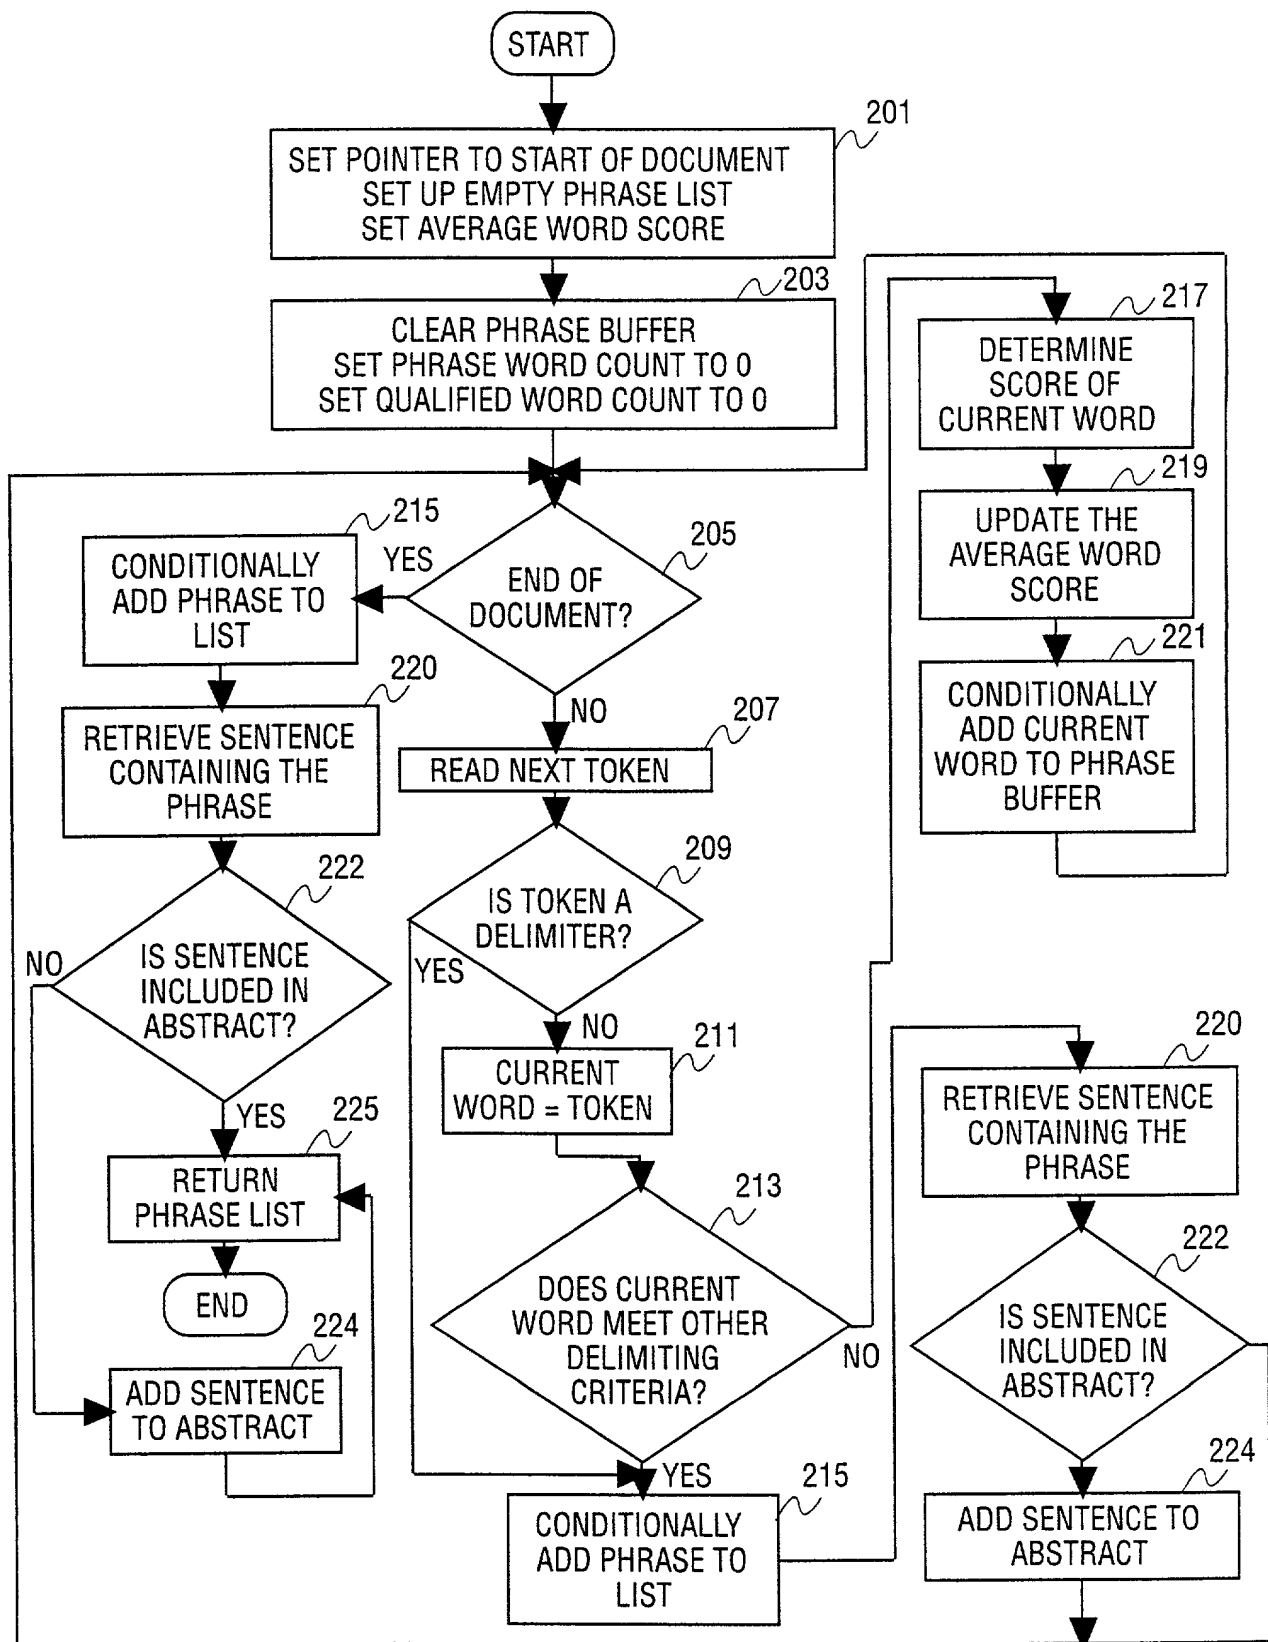 START
201
SET POINTER TO START OF DOCUMENT
SET UP EMPTY PHRASE LIST
SET AVERAGE WORD SCORE
203
CLEAR PHRASE BUFFER
SET PHRASE WORD COUNT TO 0
SET QUALIFIED WORD COUNT TO 0
205
END OF
DOCUMENT?
YES
NO
215
CONDITIONALLY
ADD PHRASE TO
LIST
220
RETRIEVE SENTENCE
CONTAINING THE
PHRASE
222
IS SENTENCE
INCLUDED IN
ABSTRACT?
NO
YES
225
RETURN
PHRASE LIST
END
224
ADD SENTENCE
TO ABSTRACT
207
READ NEXT TOKEN
209
IS TOKEN A
DELIMITER?
YES
NO
211
CURRENT
WORD = TOKEN
213
DOES CURRENT
WORD MEET OTHER
DELIMITING
CRITERIA?
NO
YES
215
CONDITIONALLY
ADD PHRASE TO
LIST
217
DETERMINE
SCORE OF
CURRENT WORD
219
UPDATE THE
AVERAGE WORD
SCORE
221
CONDITIONALLY
ADD CURRENT
WORD TO PHRASE
BUFFER
220
RETRIEVE SENTENCE
CONTAINING THE
PHRASE
222
IS SENTENCE
INCLUDED IN
ABSTRACT?
224
ADD SENTENCE TO
ABSTRACT